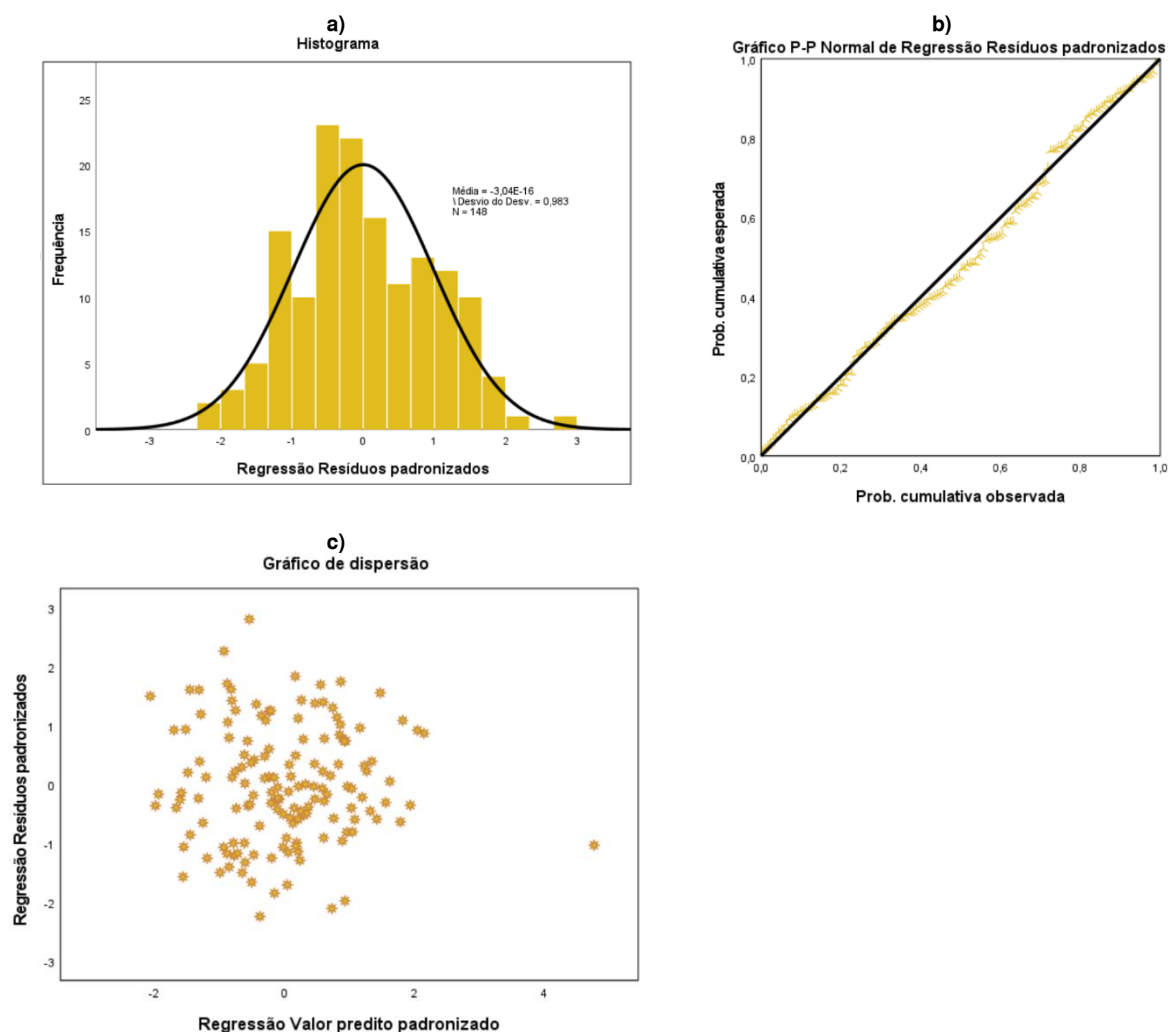 a)
Histograma
25
20
15
10
5
0
Frequência
Média = -3,04E-16
\ Desvio do Desv. = 0,983
N = 148
-3 -2 -1 0 1 2 3
Regressão Resíduos padronizados
b)
Gráfico P-P Normal de Regressão Resíduos padronizados
1,0
0,8
0,6
0,4
0,2
0,0
Prob. cumulativa esperada
0,0 0,2 0,4 0,6 0,8 1,0
Prob. cumulativa observada
c)
Gráfico de dispersão
3
2
1
0
-1
-2
-3
Regressão Resíduos padronizados
-2 0 2 4
Regressão Valor predito padronizado